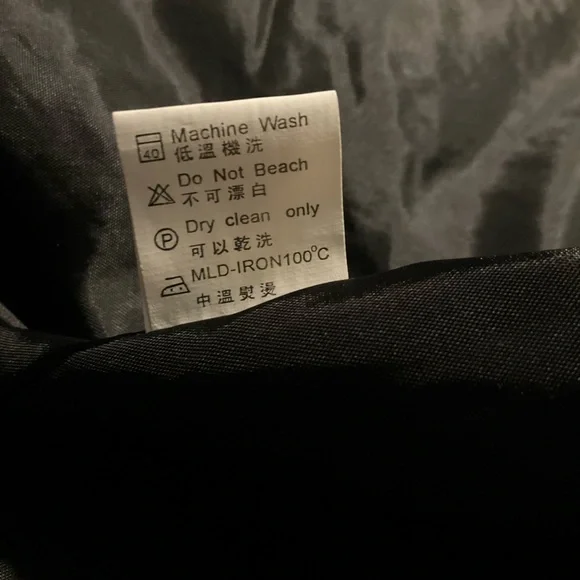 40 Machine Wash
低溫機洗
Do Not Beach
不可漂白
P Dry clean only
可以乾洗
MLD-IRON100°C
中溫熨燙